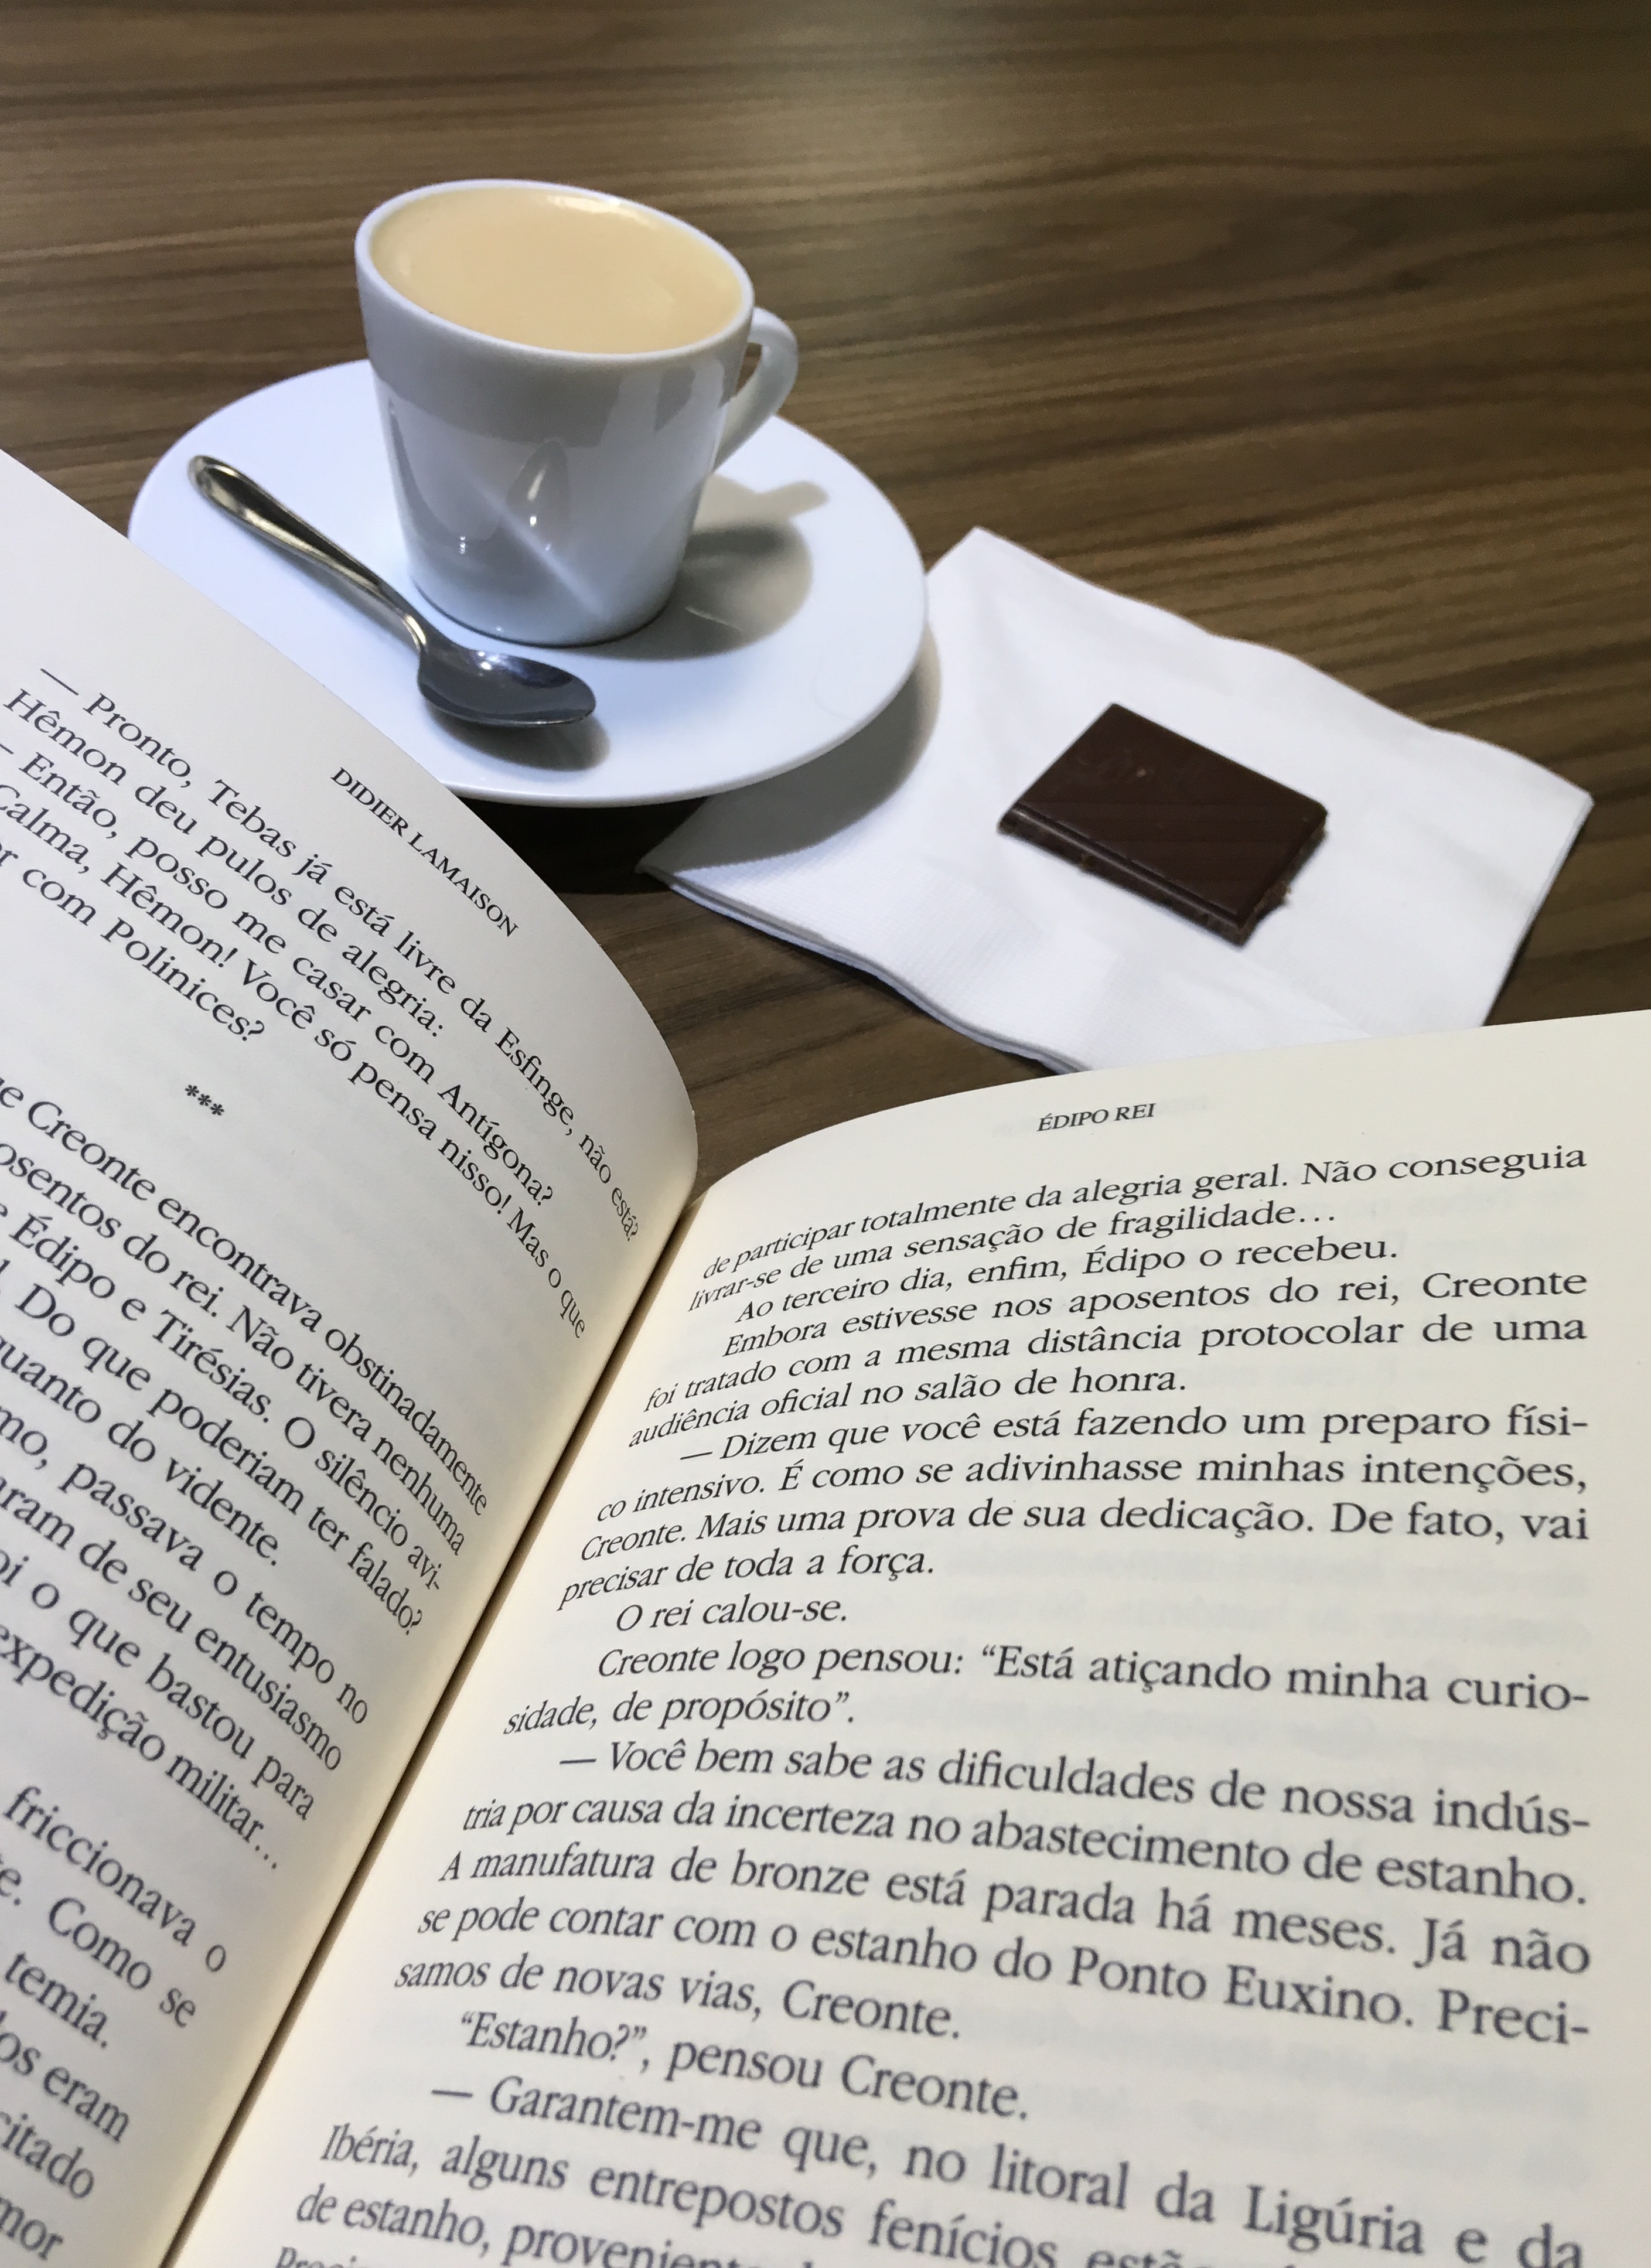 DIDIER LAMAISON
— Pronto, Tebas já está livre da Esfinge, não está?
Hêmon deu pulos de alegria:
— Então, posso me casar com Antígona?
Calma, Hêmon! Você só pensa nisso! Mas o que
com Polinices?
***
Creonte encontrava obstinadamente
do rei. Não tivera nenhuma
Édipo e Tirésias. O silêncio avi-
Do que poderiam ter falado?
quanto do vidente.
passava o tempo no
de seu entusiasmo
o que bastou para
expedição militar...
friccionava o
Como se
temia.
eram
ÉDIPO REI
de participar totalmente da alegria geral. Não conseguia
livrar-se de uma sensação de fragilidade...
Ao terceiro dia, enfim, Édipo o recebeu.
Embora estivesse nos aposentos do rei, Creonte
foi tratado com a mesma distância protocolar de uma
audiência oficial no salão de honra.
— Dizem que você está fazendo um preparo físi-
co intensivo. É como se adivinhasse minhas intenções,
Creonte. Mais uma prova de sua dedicação. De fato, vai
precisar de toda a força.
O rei calou-se.
Creonte logo pensou: “Está atiçando minha curio-
sidade, de propósito”.
— Você bem sabe as dificuldades de nossa indús-
tria por causa da incerteza no abastecimento de estanho.
A manufatura de bronze está parada há meses. Já não
se pode contar com o estanho do Ponto Euxino. Preci-
samos de novas vias, Creonte.
“Estanho?”, pensou Creonte.
— Garantem-me que, no litoral da Ligúria e da
Ibéria, alguns entrepostos fenícios
de estanho,